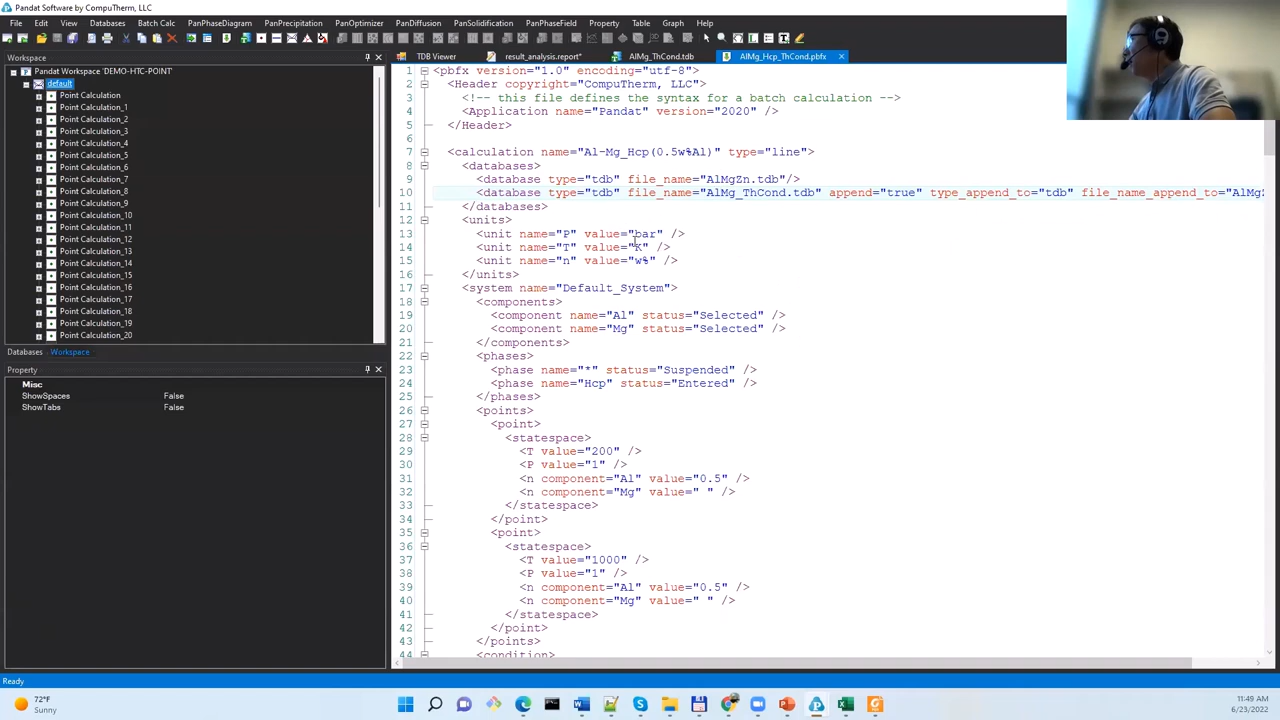 Pandat Software by CompuTherm, LLC
File Edit View Databases Batch Calc PanPhaseDiagram PanPrecipitation PanOptimizer PanDiffusion PanSolidification PanPhaseField Property Table Graph Help
Workspace
TDB Viewer result_analysis.report* AlMg_ThCond.tdb AlMg_Hcp_ThCond.pbfx
Pandat Workspace 'DEMO-HTC-POINT'
default
Point Calculation
Point Calculation_1
Point Calculation_2
Point Calculation_3
Point Calculation_4
Point Calculation_5
Point Calculation_6
Point Calculation_7
Point Calculation_8
Point Calculation_9
Point Calculation_10
Point Calculation_11
Point Calculation_12
Point Calculation_13
Point Calculation_14
Point Calculation_15
Point Calculation_16
Point Calculation_17
Point Calculation_18
Point Calculation_19
Point Calculation_20
Databases Workspace
Property
Misc
ShowSpaces False
ShowTabs False
1 <pbfx version="1.0" encoding="utf-8">
2 <Header copyright="CompuTherm, LLC">
3 <!-- this file defines the syntax for a batch calculation -->
4 <Application name="Pandat" version="2020" />
5 </Header>
6
7 <calculation name="Al-Mg_Hcp(0.5w%Al)" type="line">
8 <databases>
9 <database type="tdb" file_name="AlMgZn.tdb"/>
10 <database type="tdb" file_name="AlMg_ThCond.tdb" append="true" type_append_to="tdb" file_name_append_to="AlMgZ
11 </databases>
12 <units>
13 <unit name="P" value="bar" />
14 <unit name="T" value="K" />
15 <unit name="n" value="w%" />
16 </units>
17 <system name="Default_System">
18 <components>
19 <component name="Al" status="Selected" />
20 <component name="Mg" status="Selected" />
21 </components>
22 <phases>
23 <phase name="*" status="Suspended" />
24 <phase name="Hcp" status="Entered" />
25 </phases>
26 <points>
27 <point>
28 <statespace>
29 <T value="200" />
30 <P value="1" />
31 <n component="Al" value="0.5" />
32 <n component="Mg" value=" " />
33 </statespace>
34 </point>
35 <point>
36 <statespace>
37 <T value="1000" />
38 <P value="1" />
39 <n component="Al" value="0.5" />
40 <n component="Mg" value=" " />
41 </statespace>
42 </point>
43 </points>
44 <condition>
Ready
72°F
Sunny
11:49 AM
6/23/2022